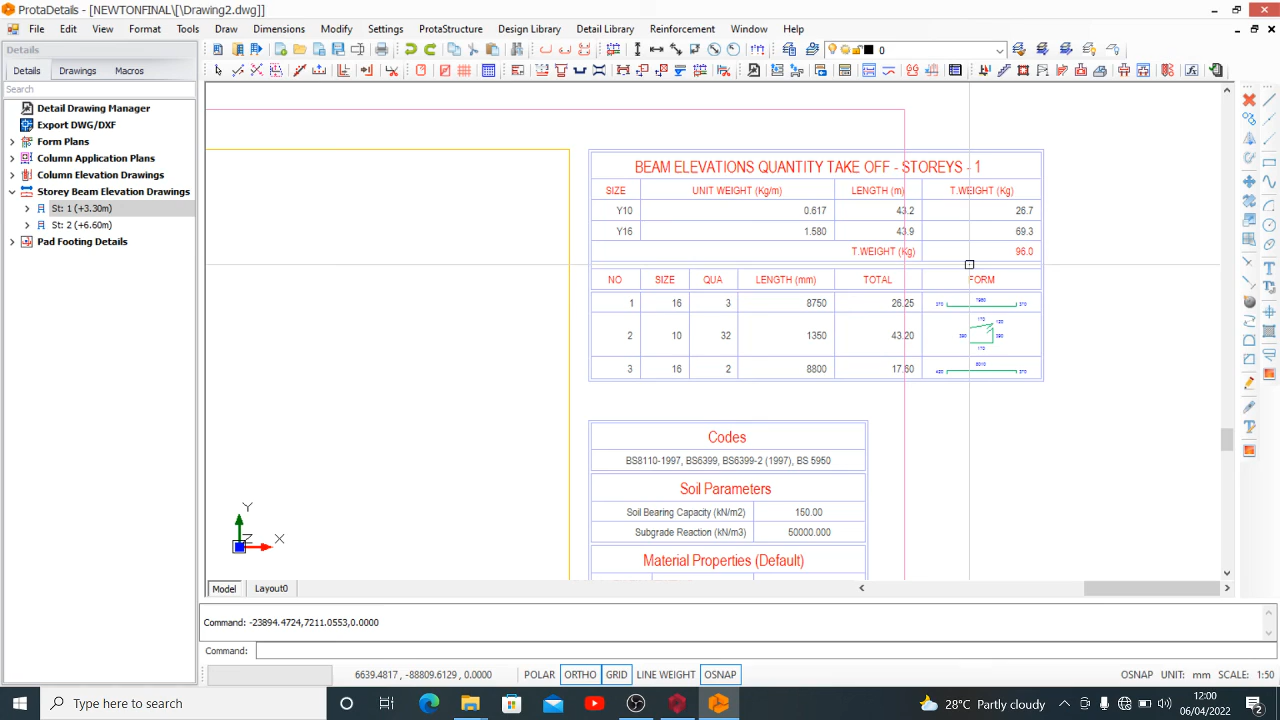 ProtaDetails - [NEWTONFINAL\[\Drawing2.dwg]]
File Edit View Format Tools Draw Dimensions Modify Settings ProtaStructure Design Library Detail Library Reinforcement Window Help
0
Details
Details Drawings Macros
Search
Detail Drawing Manager
Export DWG/DXF
Form Plans
Column Application Plans
Column Elevation Drawings
Storey Beam Elevation Drawings
St: 1 (+3.30m)
St: 2 (+6.60m)
Pad Footing Details
BEAM ELEVATIONS QUANTITY TAKE OFF - STOREYS - 1
SIZE UNIT WEIGHT (Kg/m) LENGTH (m) T.WEIGHT (Kg)
Y10 0.617 43.2 26.7
Y16 1.580 43.9 69.3
T.WEIGHT (Kg) 96.0
NO SIZE QUA LENGTH (mm) TOTAL FORM
1 16 3 8750 26.25
2 10 32 1350 43.20
3 16 2 8800 17.60
Codes
BS8110-1997, BS6399, BS6399-2 (1997), BS 5950
Soil Parameters
Soil Bearing Capacity (kN/m2) 150.00
Subgrade Reaction (kN/m3) 50000.000
Material Properties (Default)
Y
Z
X
Model Layout0
Command: -23894.4724,7211.0553,0.0000
Command:
6639.4817 , -88809.6129 , 0.0000 POLAR ORTHO GRID LINE WEIGHT OSNAP OSNAP UNIT: mm SCALE: 1:50
Type here to search
28°C Partly cloudy
12:00
06/04/2022
2